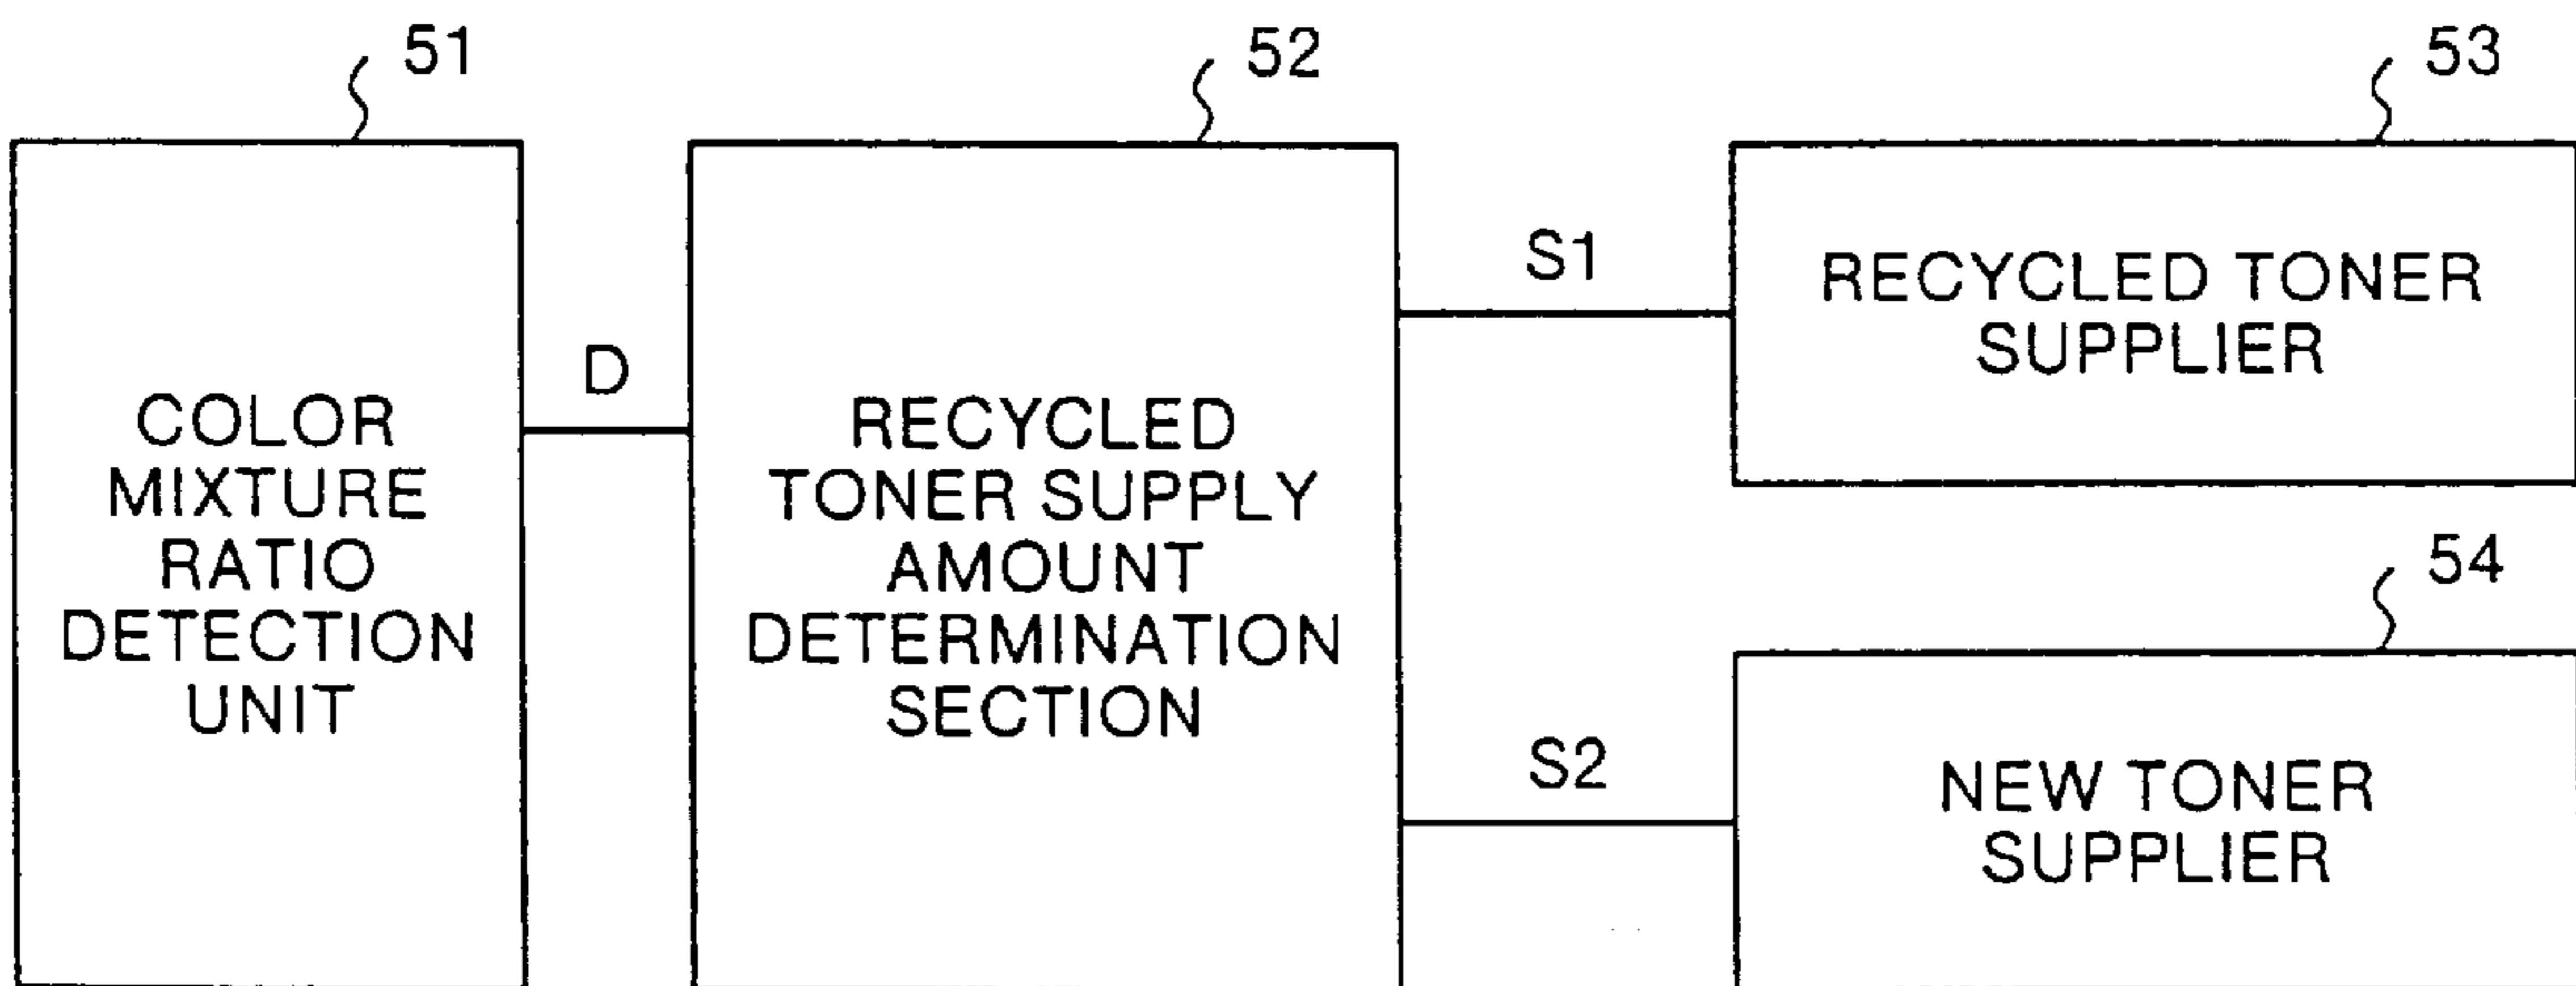 51
52
53
COLOR
MIXTURE
RATIO
DETECTION
UNIT
D
RECYCLED
TONER SUPPLY
AMOUNT
DETERMINATION
SECTION
S1
RECYCLED TONER
SUPPLIER
54
S2
NEW TONER
SUPPLIER